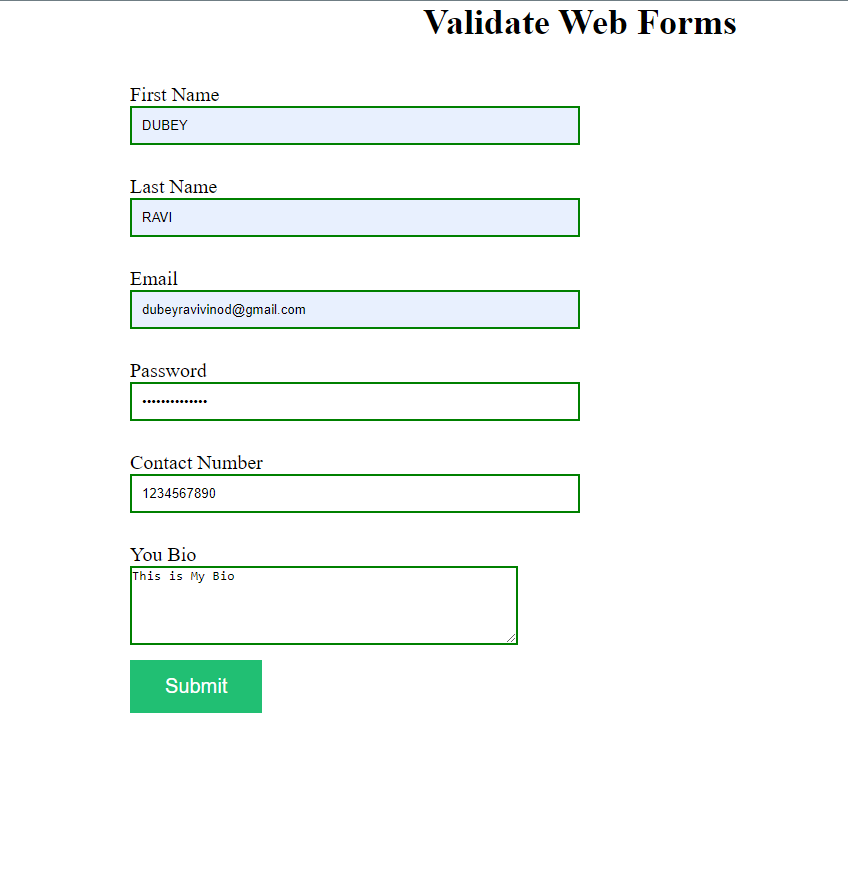 Validate Web Forms
First Name
DUBEY
Last Name
RAVI
Email
dubeyravivinod@gmail.com
Password
••••••••••••••
Contact Number
1234567890
You Bio
This is My Bio
Submit